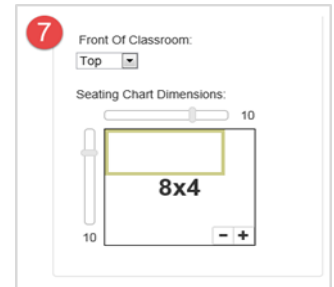 7
Front Of Classroom:
Top
Seating Chart Dimensions:
10
8x4
10
- +